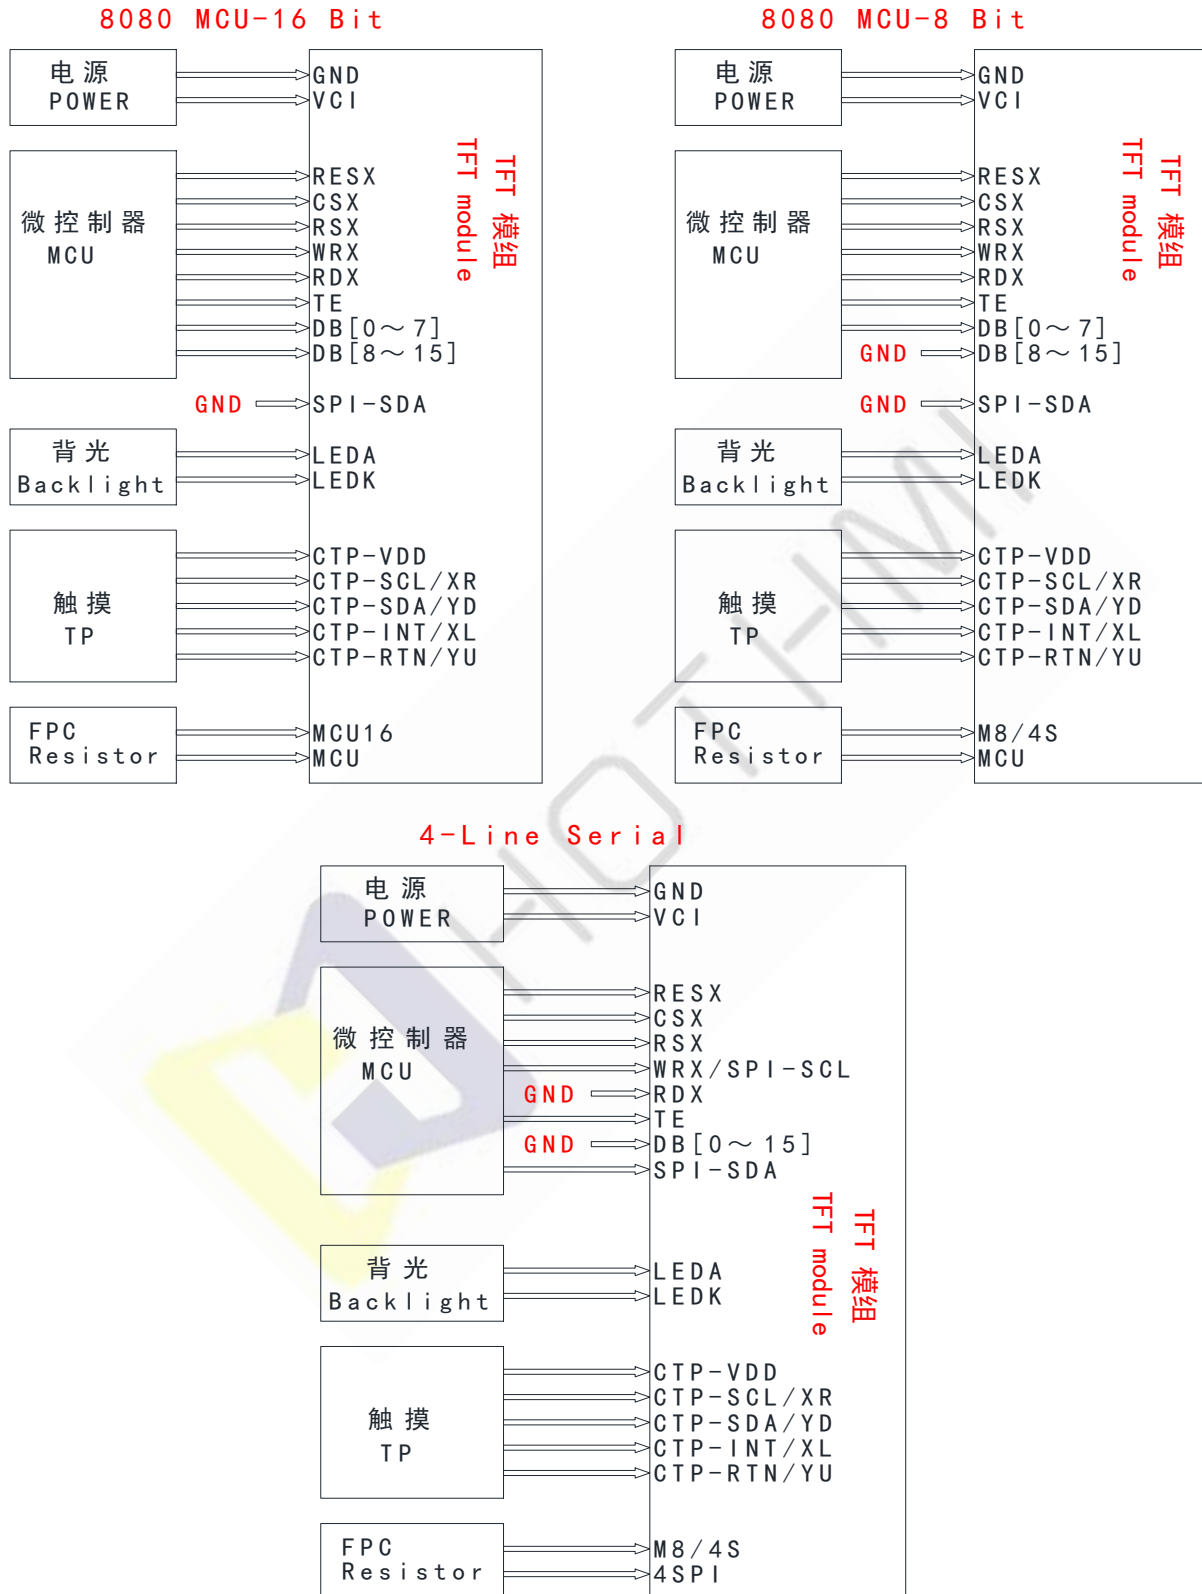 8080 MCU-16 Bit
电源
POWER
GND
VCI
微控制器
MCU
RESX
CSX
RSX
WRX
RDX
TE
DB[0~7]
DB[8~15]
GND
SPI-SDA
背光
Backlight
LEDA
LEDK
触摸
TP
CTP-VDD
CTP-SCL/XR
CTP-SDA/YD
CTP-INT/XL
CTP-RTN/YU
FPC
Resistor
MCU16
MCU
TFT 模组
TFT module
8080 MCU-8 Bit
电源
POWER
GND
VCI
微控制器
MCU
RESX
CSX
RSX
WRX
RDX
TE
DB[0~7]
GND
DB[8~15]
GND
SPI-SDA
背光
Backlight
LEDA
LEDK
触摸
TP
CTP-VDD
CTP-SCL/XR
CTP-SDA/YD
CTP-INT/XL
CTP-RTN/YU
FPC
Resistor
M8/4S
MCU
TFT 模组
TFT module
4-Line Serial
电源
POWER
GND
VCI
微控制器
MCU
RESX
CSX
RSX
WRX/SPI-SCL
GND
RDX
TE
GND
DB[0~15]
SPI-SDA
背光
Backlight
LEDA
LEDK
触摸
TP
CTP-VDD
CTP-SCL/XR
CTP-SDA/YD
CTP-INT/XL
CTP-RTN/YU
FPC
Resistor
M8/4S
4SPI
TFT 模组
TFT module
HOTHMI